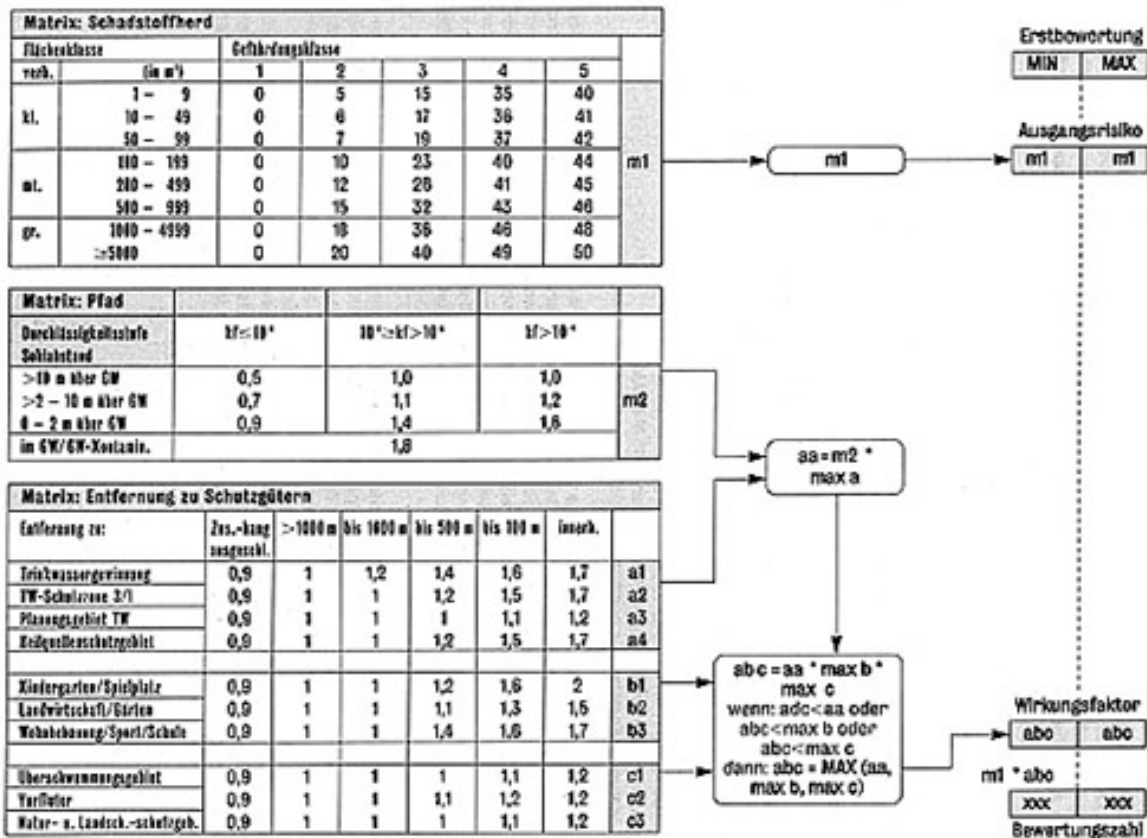 Matrix: Schadstoffherd
Flächenklasse Gefährdungsklasse
verb. (in m²) 1 2 3 4 5
1 – 9 0 5 15 35 40
kl. 10 – 49 0 6 17 36 41
50 – 99 0 7 19 37 42
100 – 199 0 10 23 40 44 m1
ml. 200 – 499 0 12 26 41 45
500 – 999 0 15 32 43 46
gr. 1000 – 4999 0 18 36 46 48
≥5000 0 20 40 49 50
m1
Erstbewertung
MIN MAX
Ausgangsrisiko
m1 m1
Matrix: Pfad
Durchlässigkeitsstufe
Sohlabstand
>10 m über GW 0,5 1,0 1,0
>2 – 10 m über GW 0,7 1,1 1,2 m2
0 – 2 m über GW 0,9 1,4 1,6
im GW/GW-Kontamin. 1,8
aa = m2 *
max a
Matrix: Entfernung zu Schutzgütern
Entfernung zu: Zus.-hang >1000 m bis 1000 m bis 500 m bis 100 m innerh.
ausgeschl.
Trinkwassergewinnung 0,9 1 1,2 1,4 1,6 1,7 a1
TW-Schutzzone 0,9 1 1 1,2 1,5 1,7 a2
Planungsgebiet TW 0,9 1 1 1 1,1 1,2 a3
Heilquellenschutzgebiet 0,9 1 1 1,2 1,5 1,7 a4
Kindergarten/Spielplatz 0,9 1 1 1,2 1,6 2 b1
Landwirtschaft/Gärten 0,9 1 1 1,1 1,3 1,5 b2
Wohnbebauung/Sport/Schule 0,9 1 1 1,4 1,6 1,7 b3
Überschwemmungsgebiet 0,9 1 1 1 1,1 1,2 c1
Vorfluter 0,9 1 1 1,1 1,2 1,2 c2
Natur- u. Landsch.-schutzgeb. 0,9 1 1 1 1,1 1,2 c3
abc = aa * max b *
max c
wenn: adc<aa oder
abc<max b oder
abc<max c
dann: abc = MAX (aa,
max b, max c)
Wirkungsfaktor
abc abc
m1 * abc
xxx xxx
Bewertungszahl